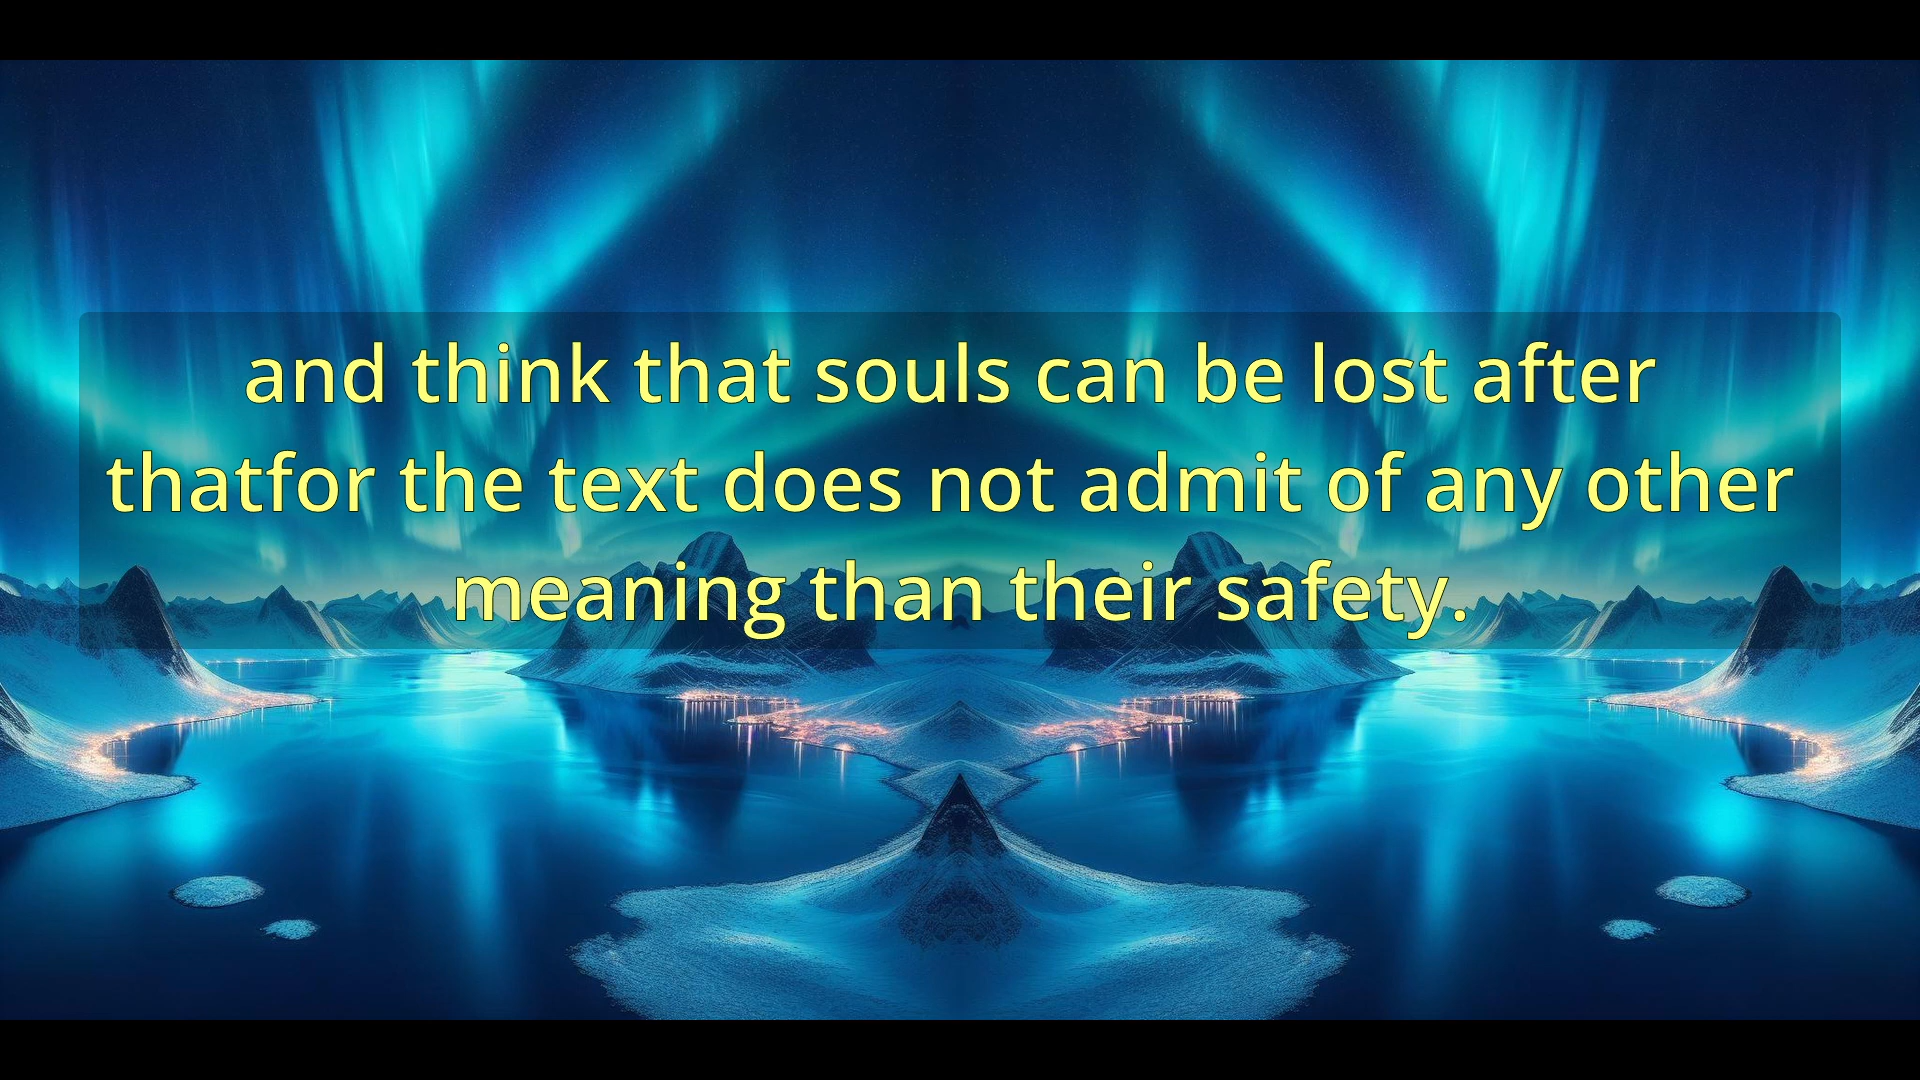 and think that souls can be lost after
thatfor the text does not admit of any other
meaning than their safety.